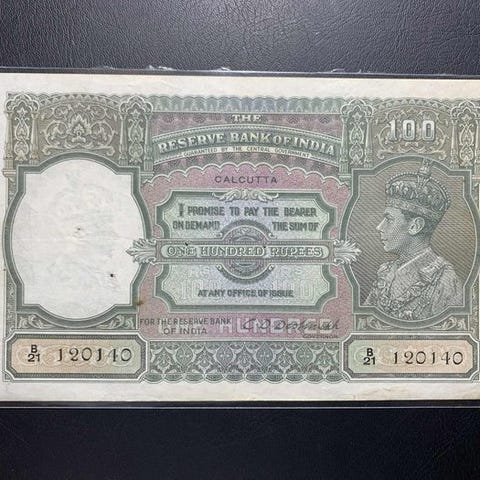 THE
RESERVE BANK OF INDIA
GUARANTEED BY THE CENTRAL GOVERNMENT
100
CALCUTTA
I PROMISE TO PAY THE BEARER
ON DEMAND THE SUM OF
ONE HUNDRED RUPEES
AT ANY OFFICE OF ISSUE
FOR THE RESERVE BANK
OF INDIA
C. D. Deshmukh
GOVERNOR
HUNDRED
B/21 120140
B/21 120140